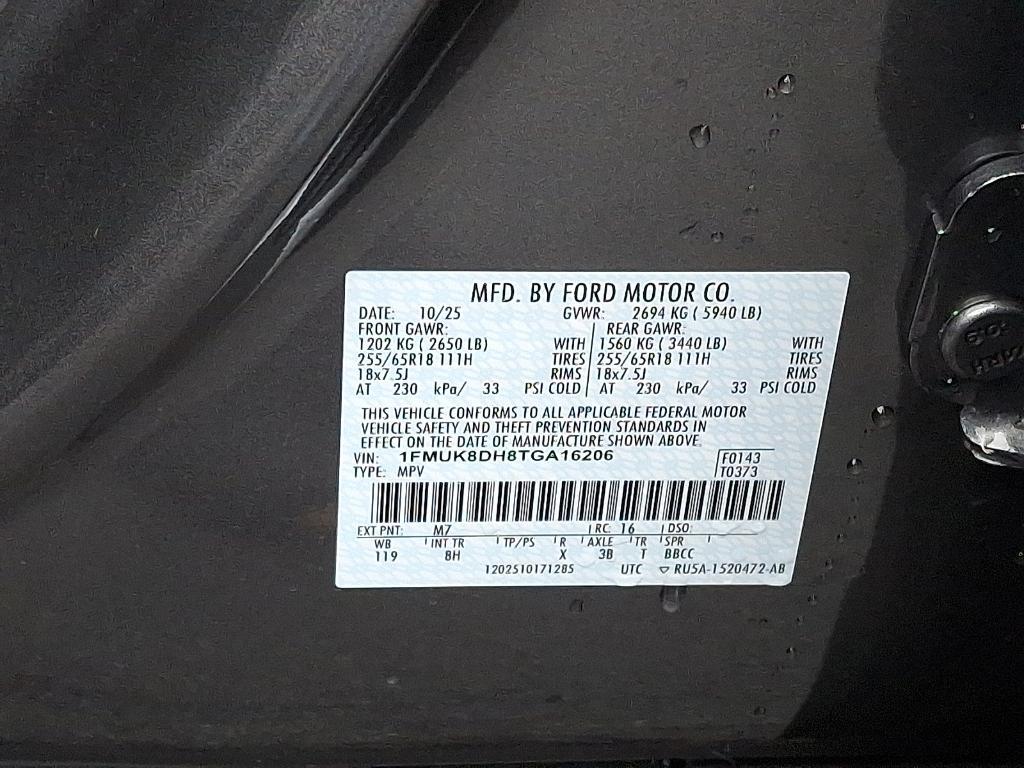 MFD. BY FORD MOTOR CO.
DATE: 10/25 GVWR: 2694 KG ( 5940 LB)
FRONT GAWR: REAR GAWR:
1202 KG ( 2650 LB) WITH 1560 KG ( 3440 LB) WITH
255/65R18 111H TIRES 255/65R18 111H TIRES
18x7.5J RIMS 18x7.5J RIMS
AT 230 kPa/ 33 PSI COLD AT 230 kPa/ 33 PSI COLD
THIS VEHICLE CONFORMS TO ALL APPLICABLE FEDERAL MOTOR
VEHICLE SAFETY AND THEFT PREVENTION STANDARDS IN
EFFECT ON THE DATE OF MANUFACTURE SHOWN ABOVE.
VIN: 1FMUK8DH8TGA16206 F0143
TYPE: MPV T0373
EXT PNT: M7 RC: 16 DSO:
WB INT TR TP/PS R AXLE TR SPR
119 8H X 3B T BBCC
1202510171285 UTC ▽ RU5A-1520472-AB